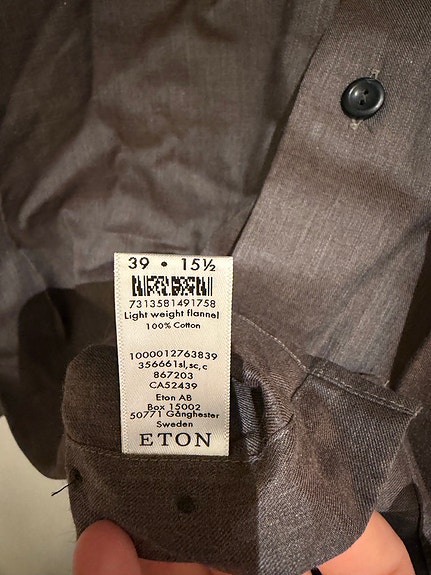 39 • 15½
7313581491758
Light weight flannel
100% Cotton
1000012763839
356661sl,sc,c
867203
CA52439
Eton AB
Box 15002
50771 Gånghester
Sweden
ETON